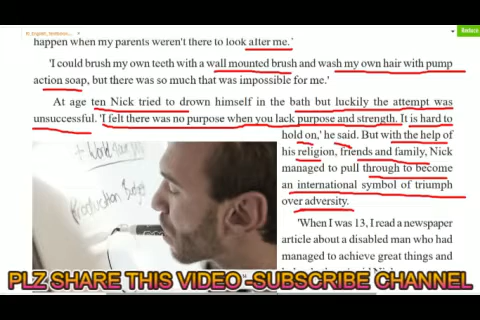 happen when my parents weren't there to look after me.'
'I could brush my own teeth with a wall mounted brush and wash my own hair with pump
action soap, but there was so much that was impossible for me.'
At age ten Nick tried to drown himself in the bath but luckily the attempt was
unsuccessful. 'I felt there was no purpose when you lack purpose and strength. It is hard to
hold on,' he said. But with the help of
his religion, friends and family, Nick
managed to pull through to become
an international symbol of triumph
over adversity.
+ World
Production Budget
'When I was 13, I read a newspaper
article about a disabled man who had
managed to achieve great things and
PLZ SHARE THIS VIDEO -SUBSCRIBE CHANNEL